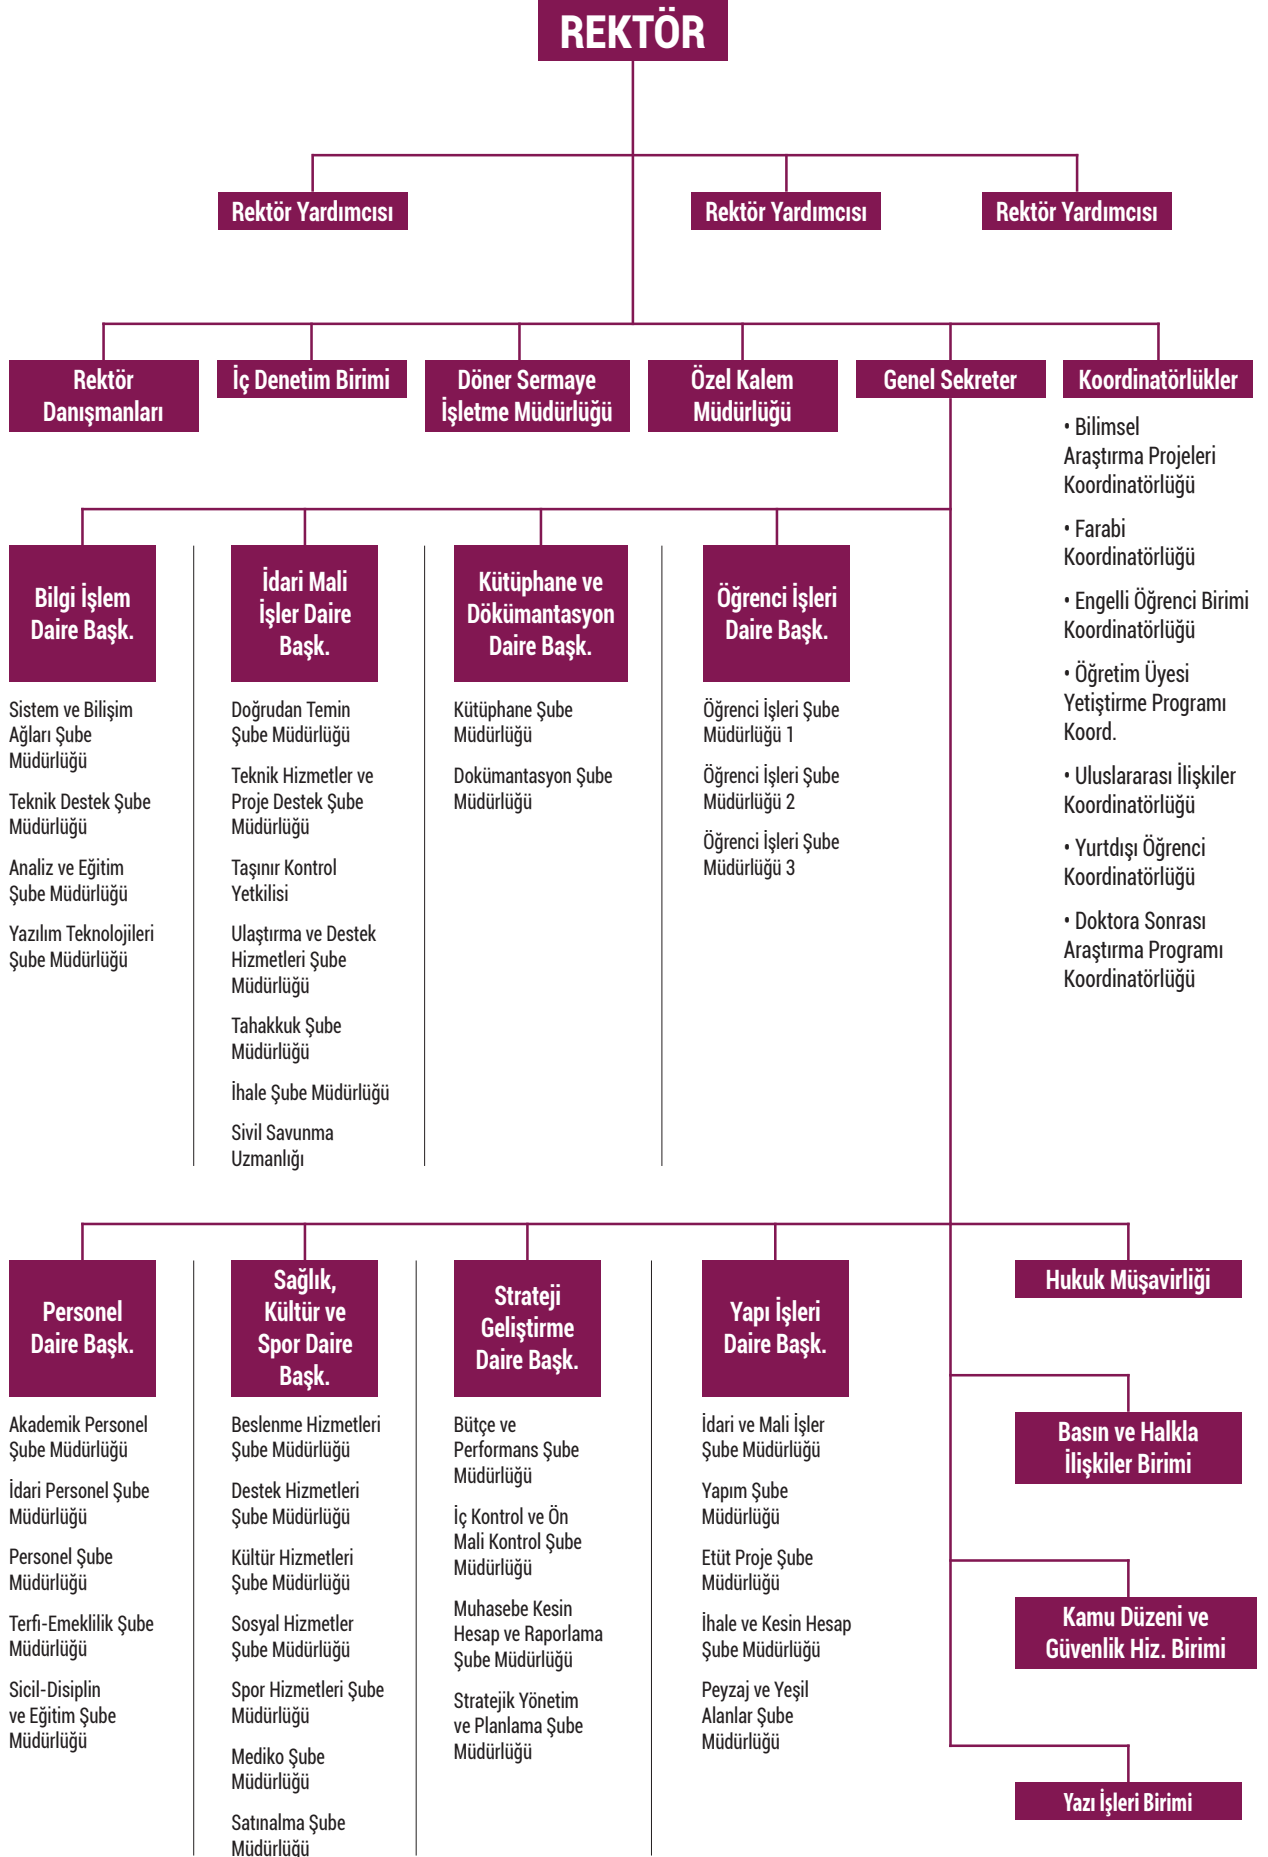 REKTÖR
Rektör Yardımcısı
Rektör Yardımcısı
Rektör Yardımcısı
Rektör
Danışmanları
İç Denetim Birimi
Döner Sermaye
İşletme Müdürlüğü
Özel Kalem
Müdürlüğü
Genel Sekreter
Koordinatörlükler
• Bilimsel
Araştırma Projeleri
Koordinatörlüğü
• Farabi
Koordinatörlüğü
• Engelli Öğrenci Birimi
Koordinatörlüğü
• Öğretim Üyesi
Yetiştirme Programı
Koord.
• Uluslararası İlişkiler
Koordinatörlüğü
• Yurtdışı Öğrenci
Koordinatörlüğü
• Doktora Sonrası
Araştırma Programı
Koordinatörlüğü
Bilgi İşlem
Daire Başk.
Sistem ve Bilişim
Ağları Şube
Müdürlüğü
Teknik Destek Şube
Müdürlüğü
Analiz ve Eğitim
Şube Müdürlüğü
Yazılım Teknolojileri
Şube Müdürlüğü
İdari Mali
İşler Daire
Başk.
Doğrudan Temin
Şube Müdürlüğü
Teknik Hizmetler ve
Proje Destek Şube
Müdürlüğü
Taşınır Kontrol
Yetkilisi
Ulaştırma ve Destek
Hizmetleri Şube
Müdürlüğü
Tahakkuk Şube
Müdürlüğü
İhale Şube Müdürlüğü
Sivil Savunma
Uzmanlığı
Kütüphane ve
Dökümantasyon
Daire Başk.
Kütüphane Şube
Müdürlüğü
Dokümantasyon Şube
Müdürlüğü
Öğrenci İşleri
Daire Başk.
Öğrenci İşleri Şube
Müdürlüğü 1
Öğrenci İşleri Şube
Müdürlüğü 2
Öğrenci İşleri Şube
Müdürlüğü 3
Personel
Daire Başk.
Akademik Personel
Şube Müdürlüğü
İdari Personel Şube
Müdürlüğü
Personel Şube
Müdürlüğü
Terfi-Emeklilik Şube
Müdürlüğü
Sicil-Disiplin
ve Eğitim Şube
Müdürlüğü
Sağlık,
Kültür ve
Spor Daire
Başk.
Beslenme Hizmetleri
Şube Müdürlüğü
Destek Hizmetleri
Şube Müdürlüğü
Kültür Hizmetleri
Şube Müdürlüğü
Sosyal Hizmetler
Şube Müdürlüğü
Spor Hizmetleri Şube
Müdürlüğü
Mediko Şube
Müdürlüğü
Satınalma Şube
Müdürlüğü
Strateji
Geliştirme
Daire Başk.
Bütçe ve
Performans Şube
Müdürlüğü
İç Kontrol ve Ön
Mali Kontrol Şube
Müdürlüğü
Muhasebe Kesin
Hesap ve Raporlama
Şube Müdürlüğü
Stratejik Yönetim
ve Planlama Şube
Müdürlüğü
Yapı İşleri
Daire Başk.
İdari ve Mali İşler
Şube Müdürlüğü
Yapım Şube
Müdürlüğü
Etüt Proje Şube
Müdürlüğü
İhale ve Kesin Hesap
Şube Müdürlüğü
Peyzaj ve Yeşil
Alanlar Şube
Müdürlüğü
Hukuk Müşavirliği
Basın ve Halkla
İlişkiler Birimi
Kamu Düzeni ve
Güvenlik Hiz. Birimi
Yazı İşleri Birimi